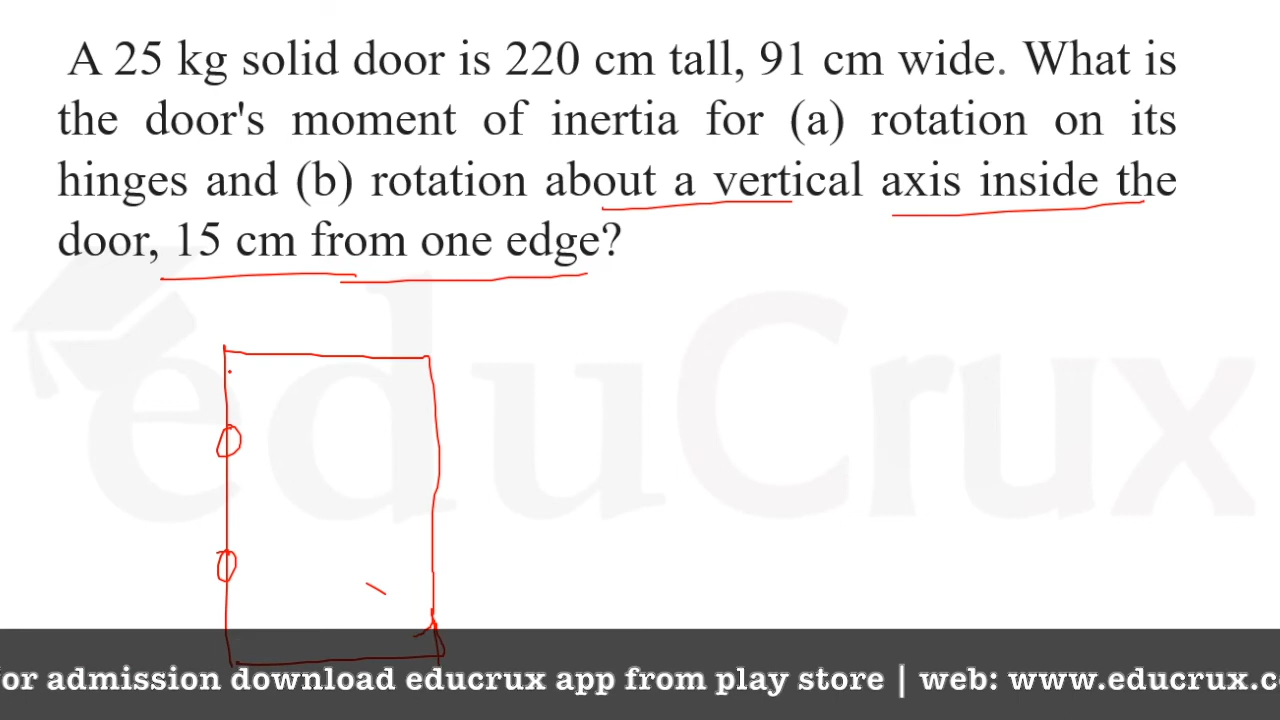 A 25 kg solid door is 220 cm tall, 91 cm wide. What is
the door's moment of inertia for (a) rotation on its
hinges and (b) rotation about a vertical axis inside the
door, 15 cm from one edge?
eduCrux
or admission download educrux app from play store | web: www.educrux.c